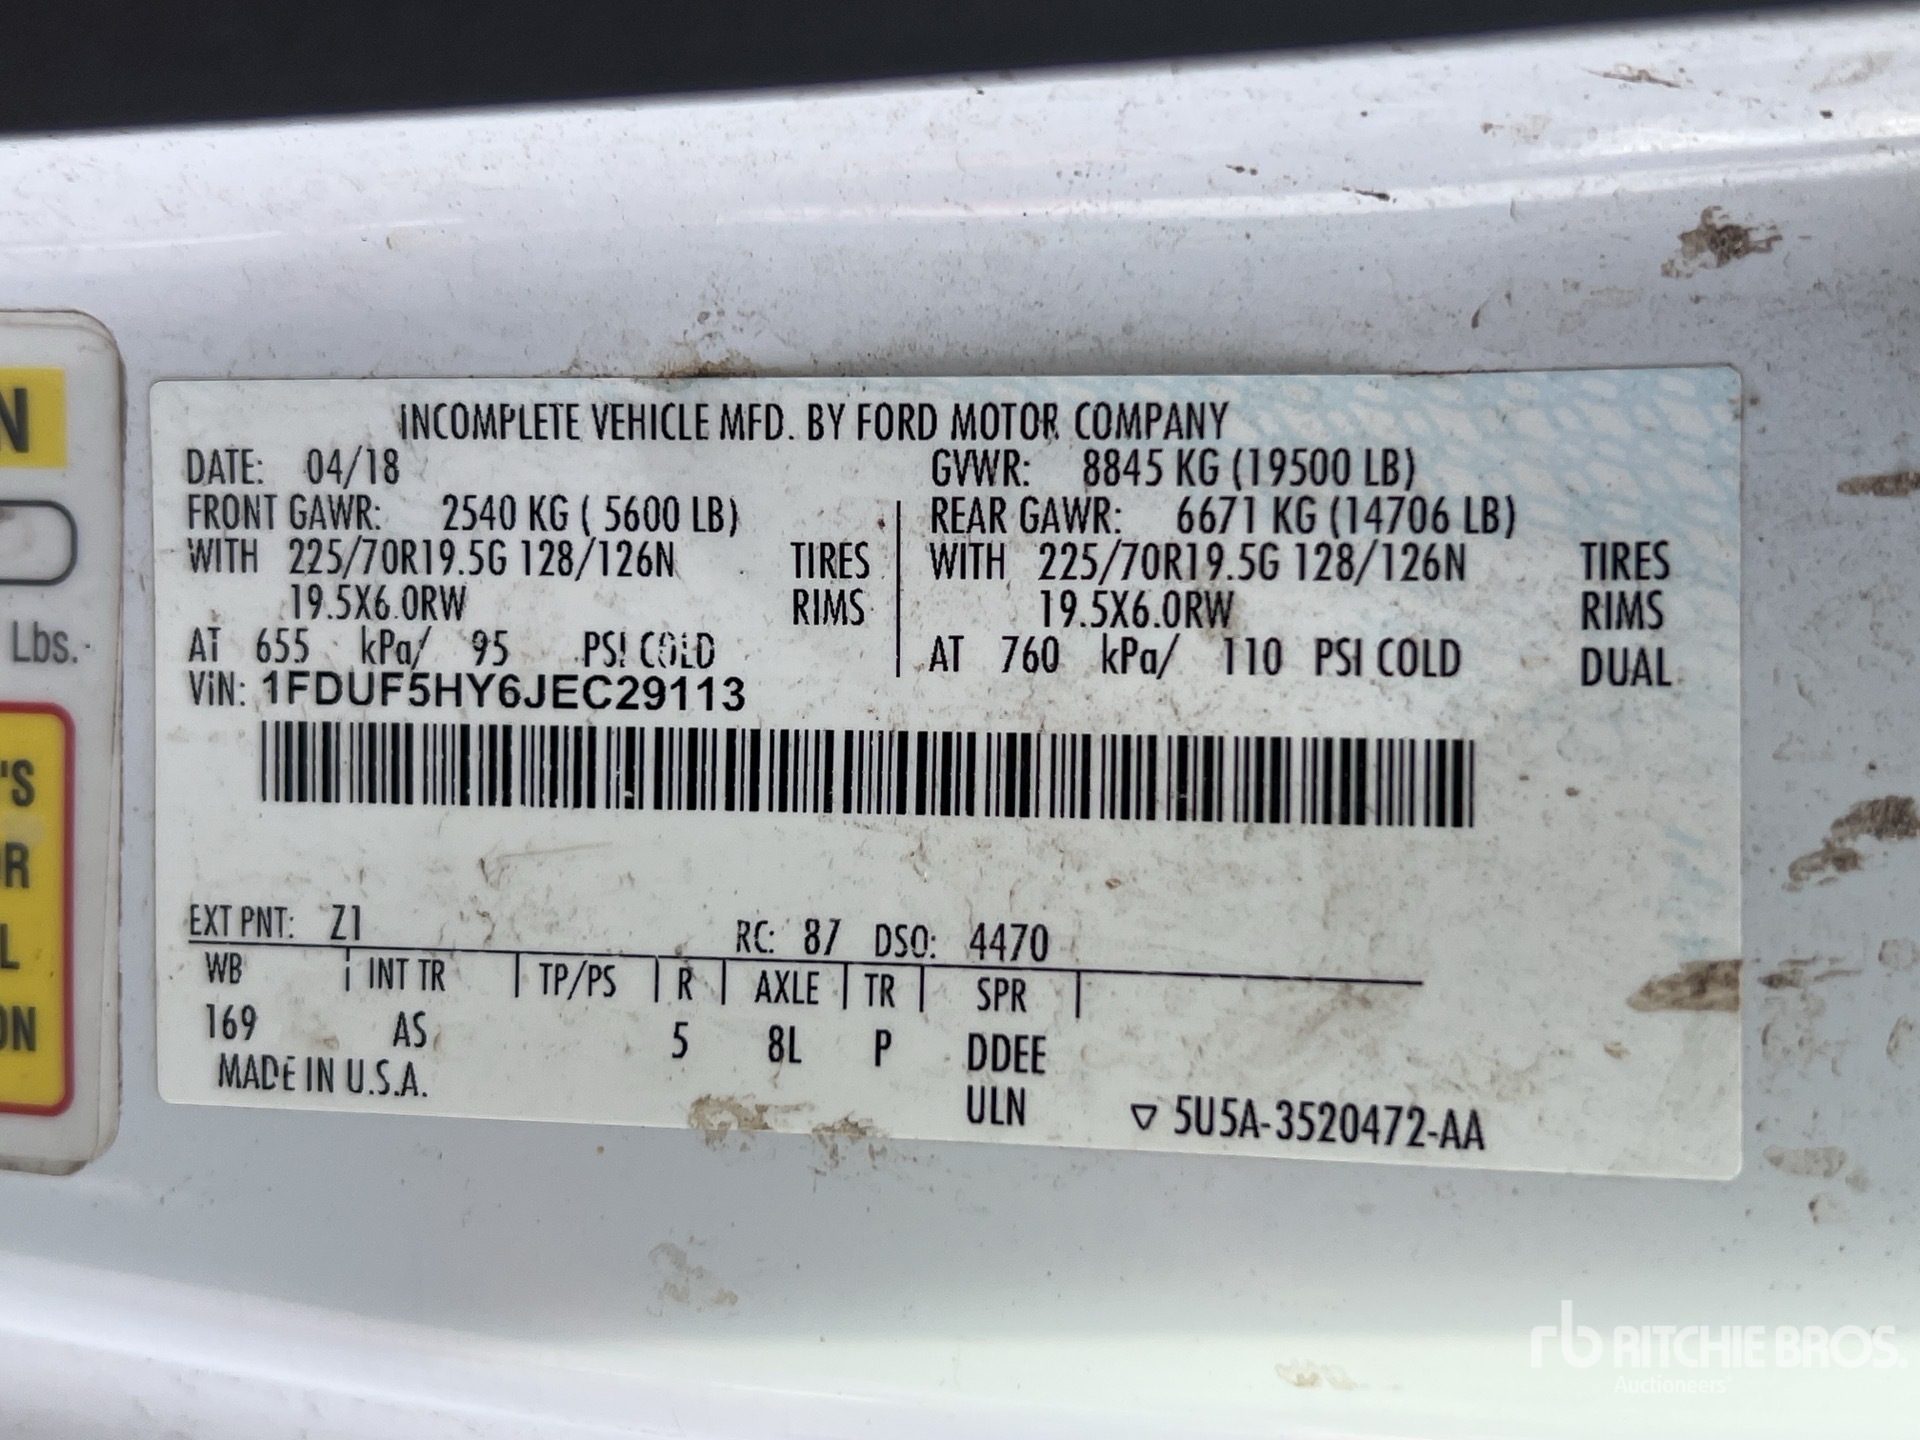 INCOMPLETE VEHICLE MFD. BY FORD MOTOR COMPANY
DATE: 04/18 GVWR: 8845 KG (19500 LB)
FRONT GAWR: 2540 KG ( 5600 LB) REAR GAWR: 6671 KG (14706 LB)
WITH 225/70R19.5G 128/126N TIRES WITH 225/70R19.5G 128/126N TIRES
19.5X6.0RW RIMS 19.5X6.0RW RIMS
AT 655 kPa/ 95 PSI COLD AT 760 kPa/ 110 PSI COLD DUAL
VIN: 1FDUF5HY6JEC29113
EXT PNT: Z1 RC: 87 DSO: 4470
WB INT TR TP/PS R AXLE TR SPR
169 AS 5 8L P DDEE
MADE IN U.S.A. ULN ▽ 5U5A-3520472-AA
N
Lbs.
'S
OR
L
ON
rb RITCHIE BROS.
Auctioneers